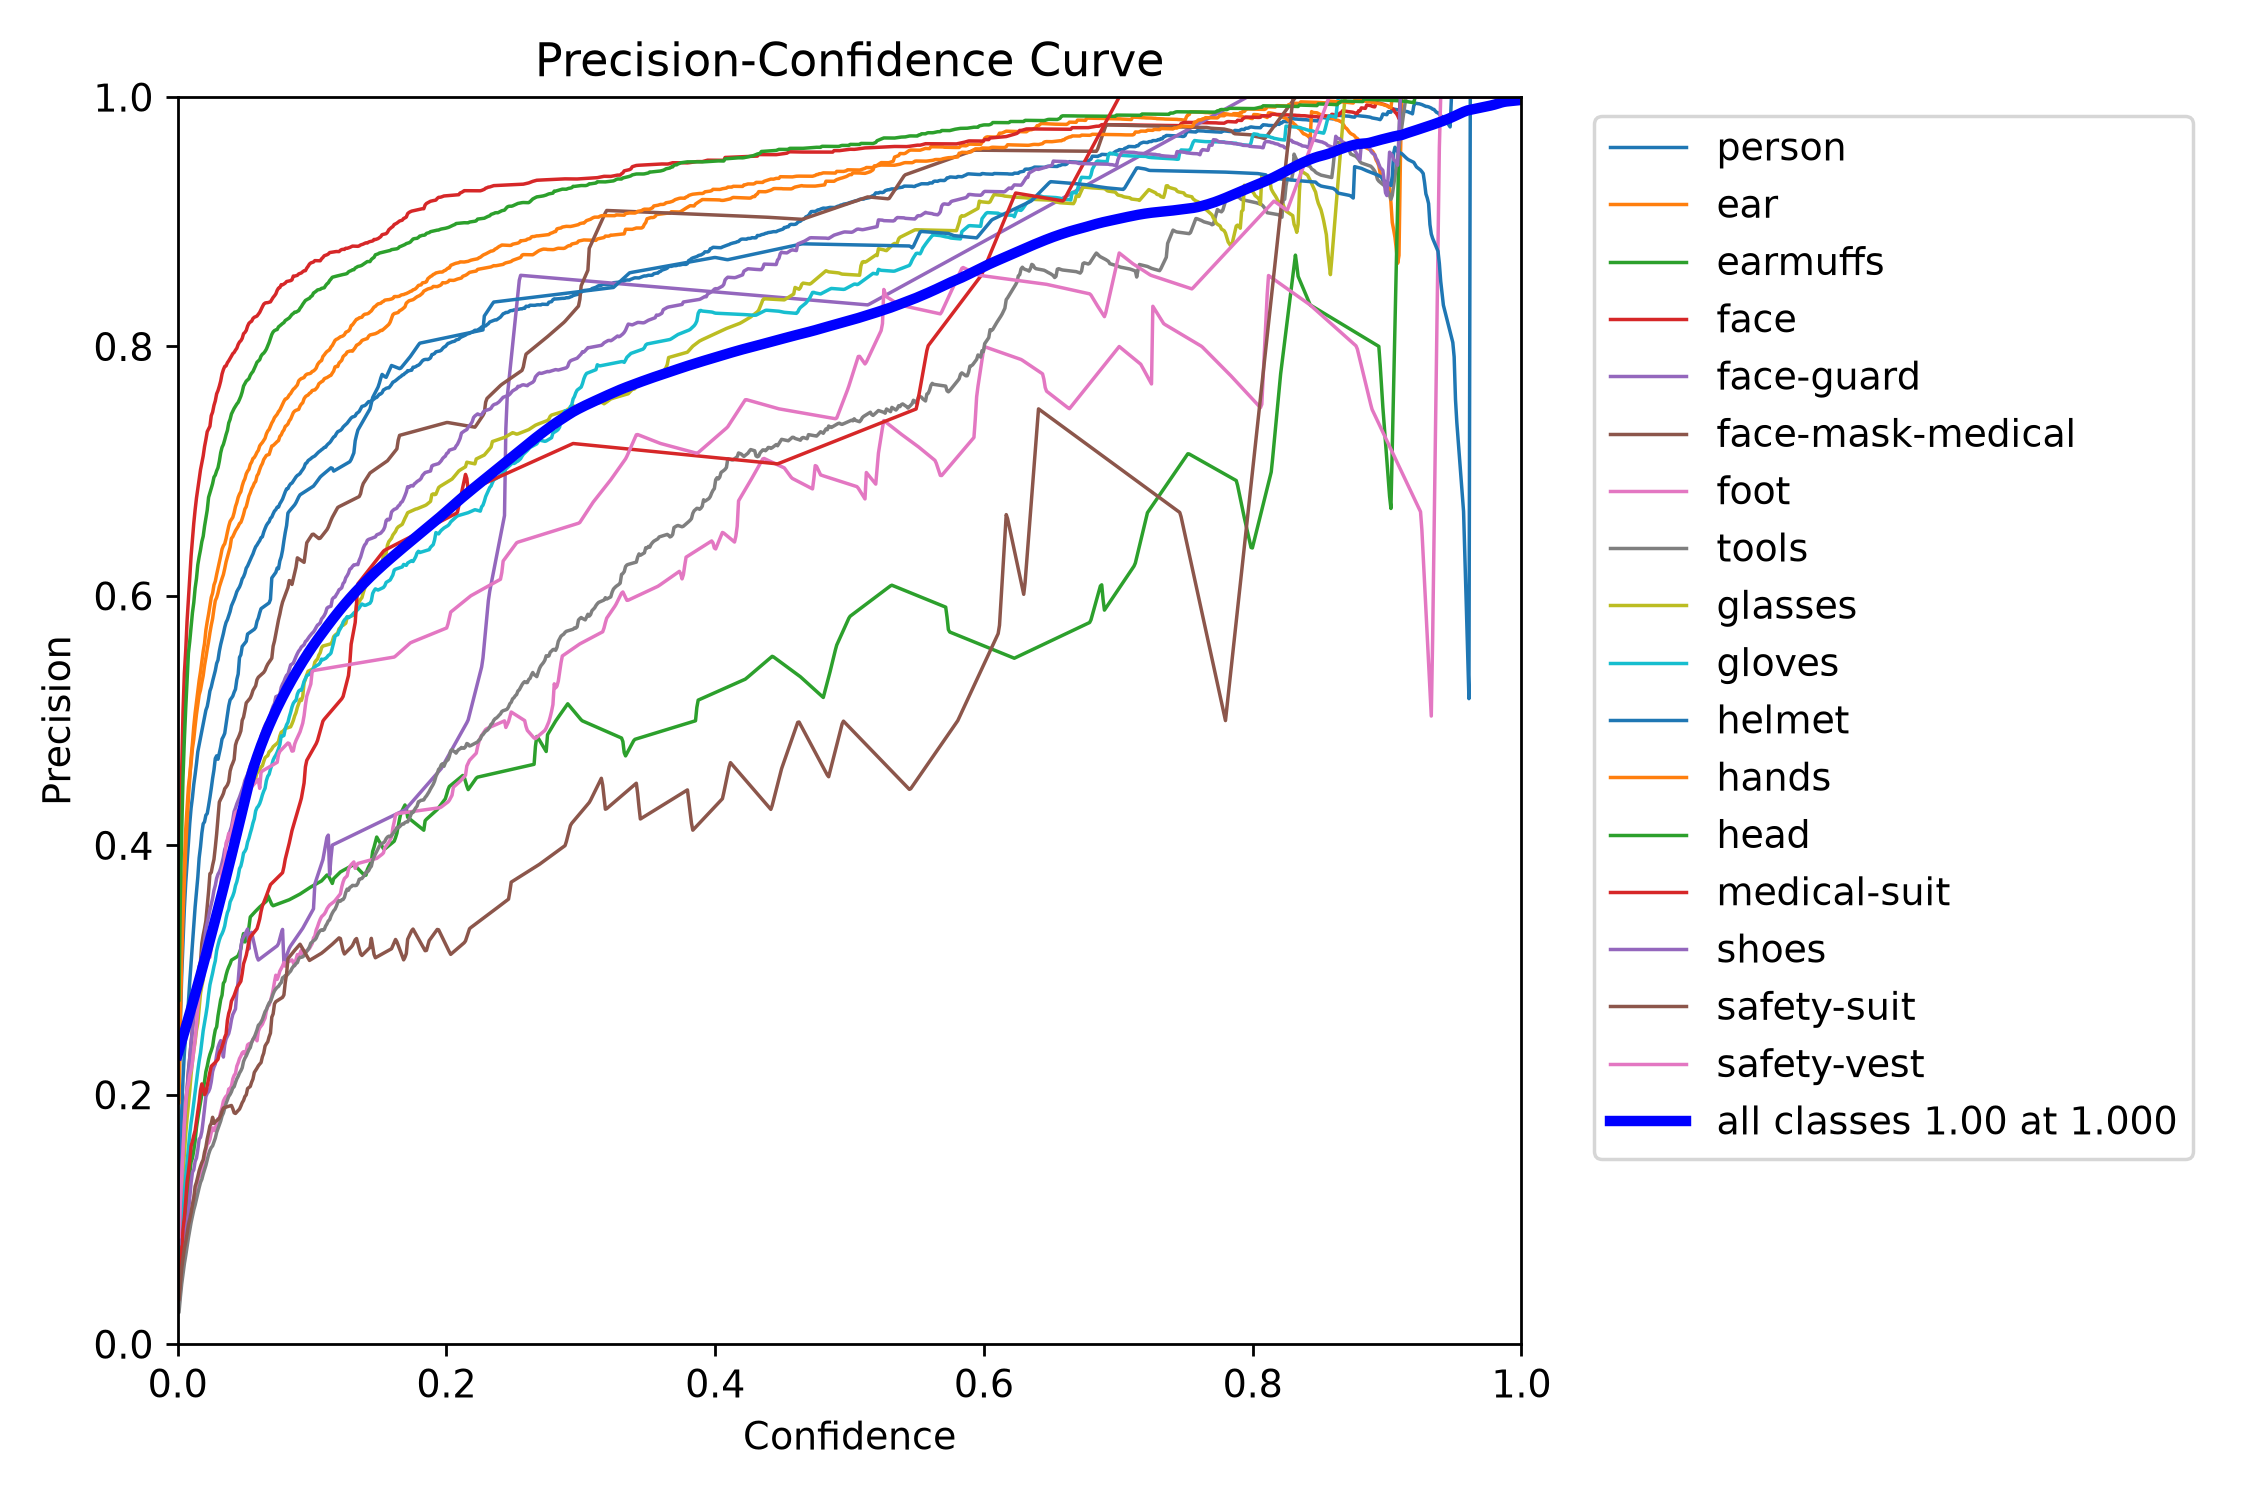 Precision-Confidence Curve
1.0
0.8
0.6
0.4
0.2
0.0
Precision
0.0 0.2 0.4 0.6 0.8 1.0
Confidence
person
ear
earmuffs
face
face-guard
face-mask-medical
foot
tools
glasses
gloves
helmet
hands
head
medical-suit
shoes
safety-suit
safety-vest
all classes 1.00 at 1.000